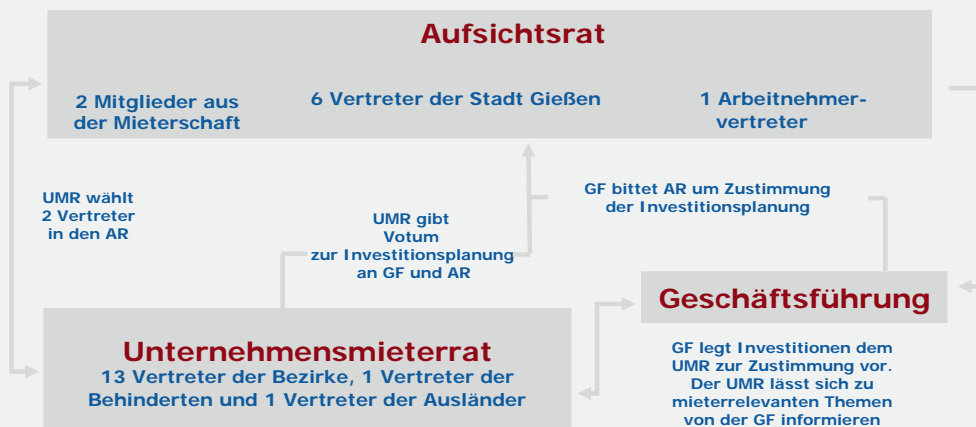 Aufsichtsrat
2 Mitglieder aus
der Mieterschaft
6 Vertreter der Stadt Gießen
1 Arbeitnehmer-
vertreter
UMR wählt
2 Vertreter
in den AR
UMR gibt
Votum
zur Investitionsplanung
an GF und AR
GF bittet AR um Zustimmung
der Investitionsplanung
Geschäftsführung
Unternehmensmieterrat
13 Vertreter der Bezirke, 1 Vertreter der
Behinderten und 1 Vertreter der Ausländer
GF legt Investitionen dem
UMR zur Zustimmung vor.
Der UMR lässt sich zu
mieterrelevanten Themen
von der GF informieren